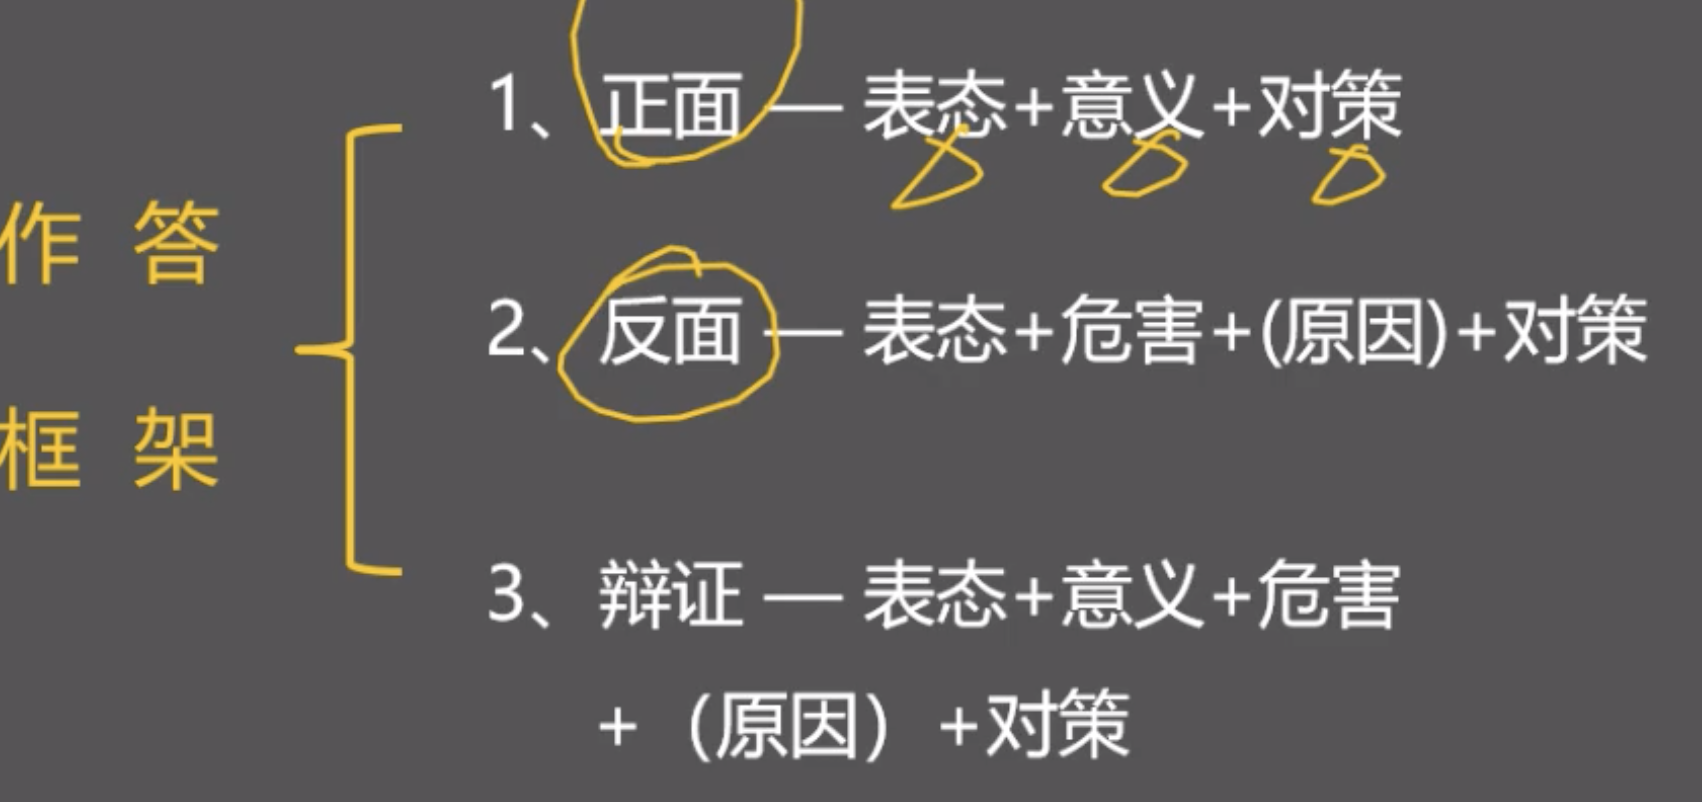 作 答
框 架
1、正面 — 表态+意义+对策
2、反面 — 表态+危害+(原因)+对策
3、辩证 — 表态+意义+危害
+（原因）+对策